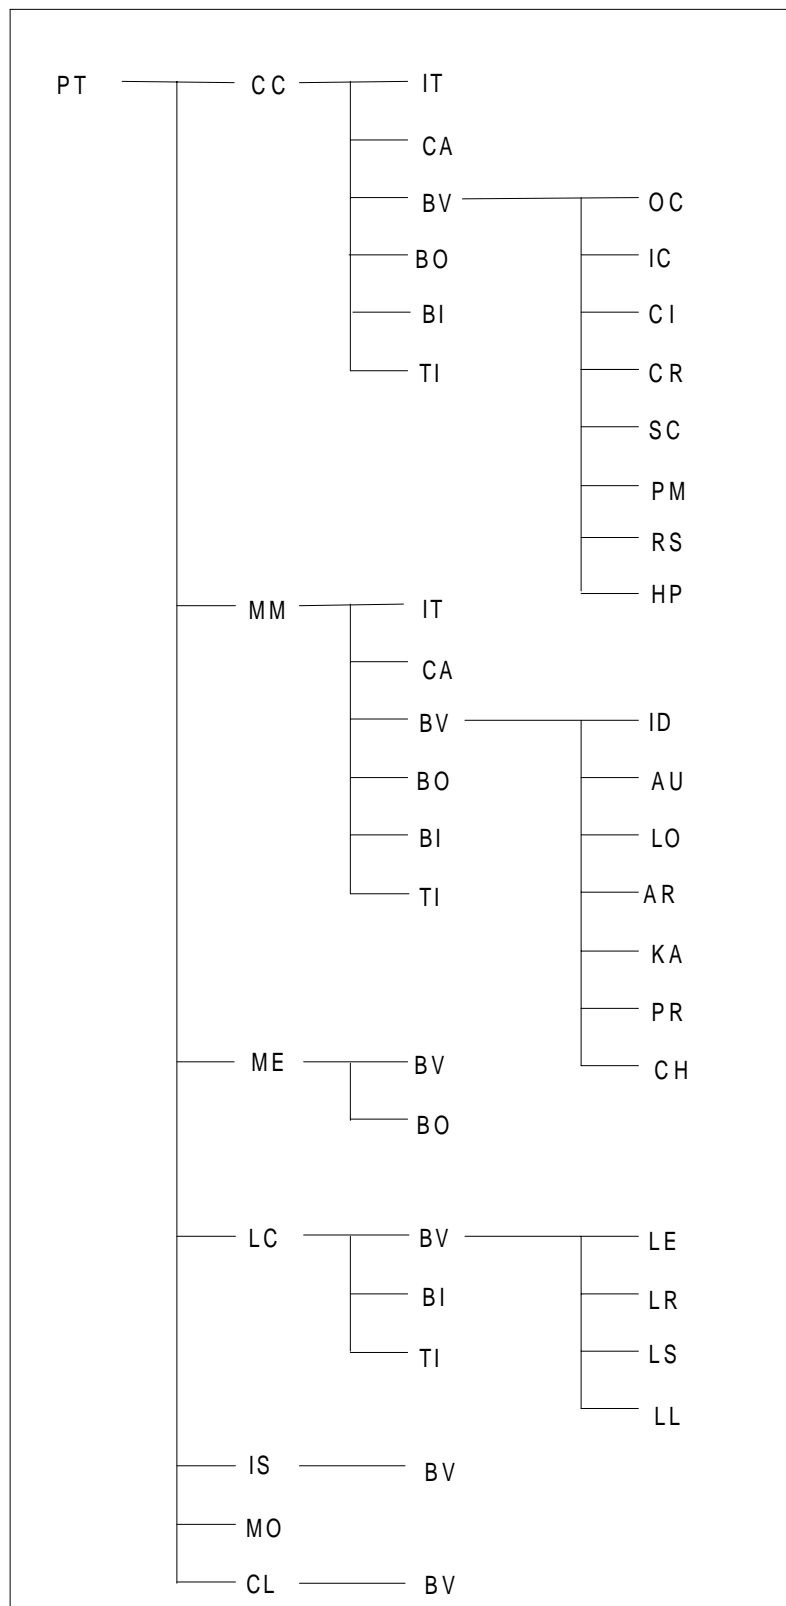 PT CC IT
CA
BV OC
BO IC
BI CI
TI CR
SC
PM
RS
MM IT HP
CA
BV ID
BO AU
BI LO
TI AR
KA
PR
ME BV CH
BO
LC BV LE
BI LR
TI LS
LL
IS BV
MO
CL BV